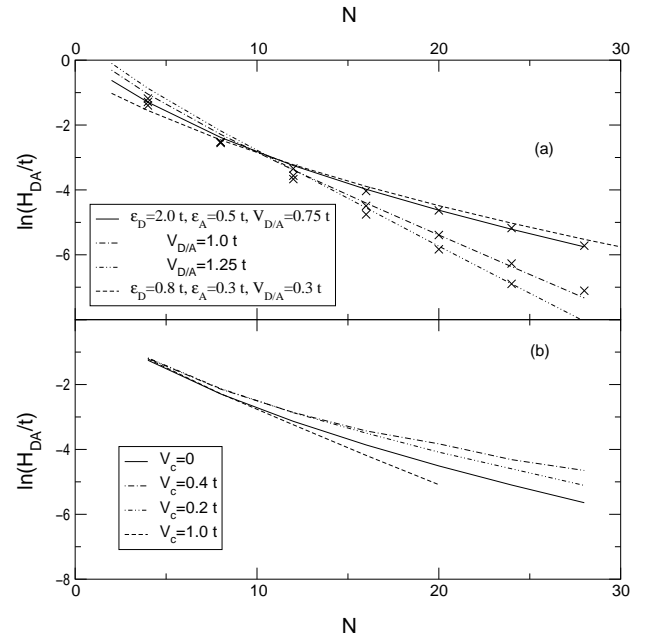 N
0 10 20 30
0
-2
-4
-6
ln(H_DA/t)
(a)
ε_D=2.0 t, ε_A=0.5 t, V_D/A=0.75 t
V_D/A=1.0 t
V_D/A=1.25 t
ε_D=0.8 t, ε_A=0.3 t, V_D/A=0.3 t
-2
-4
-6
-8
ln(H_DA/t)
(b)
V_c=0
V_c=0.4 t
V_c=0.2 t
V_c=1.0 t
0 10 20 30
N